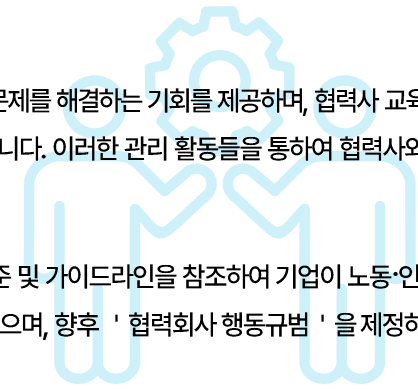 문제를 해결하는 기회를 제공하며, 협력사 교육
니다. 이러한 관리 활동들을 통하여 협력사와
준 및 가이드라인을 참조하여 기업이 노동·인
으며, 향후 ' 협력회사 행동규범 ' 을 제정하